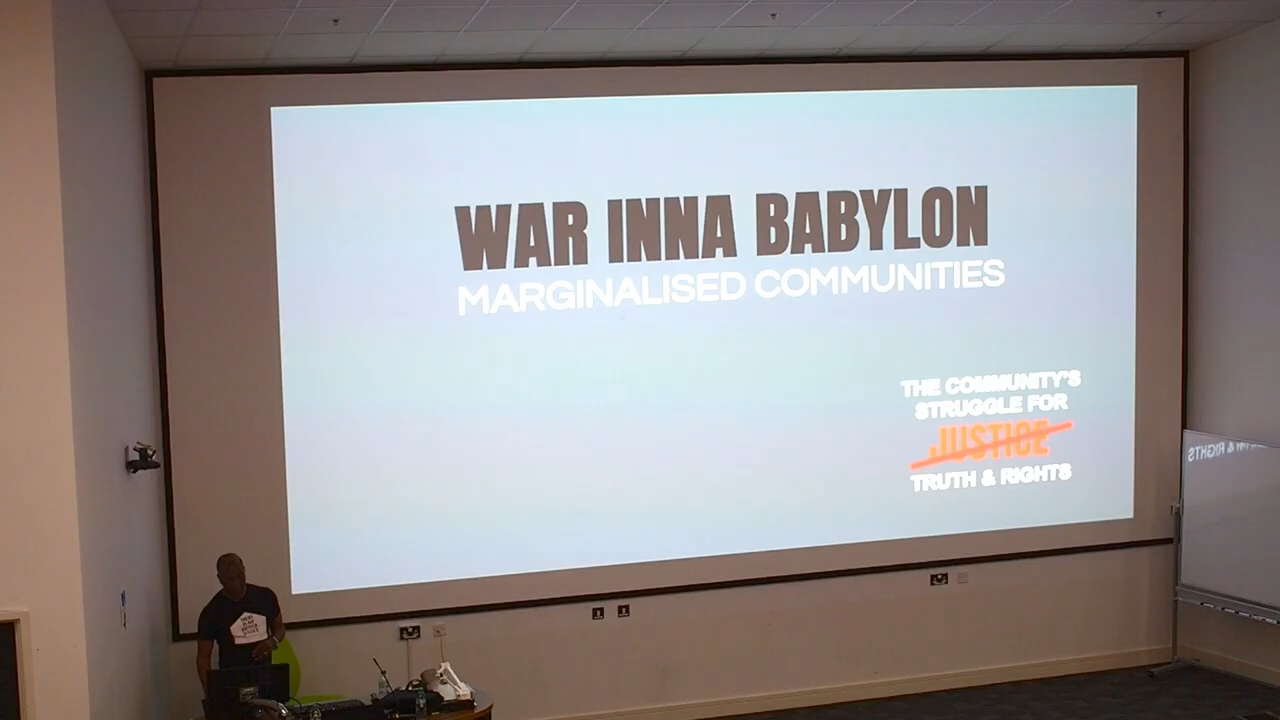 WAR INNA BABYLON
MARGINALISED COMMUNITIES
THE COMMUNITY'S
STRUGGLE FOR
JUSTICE
TRUTH & RIGHTS